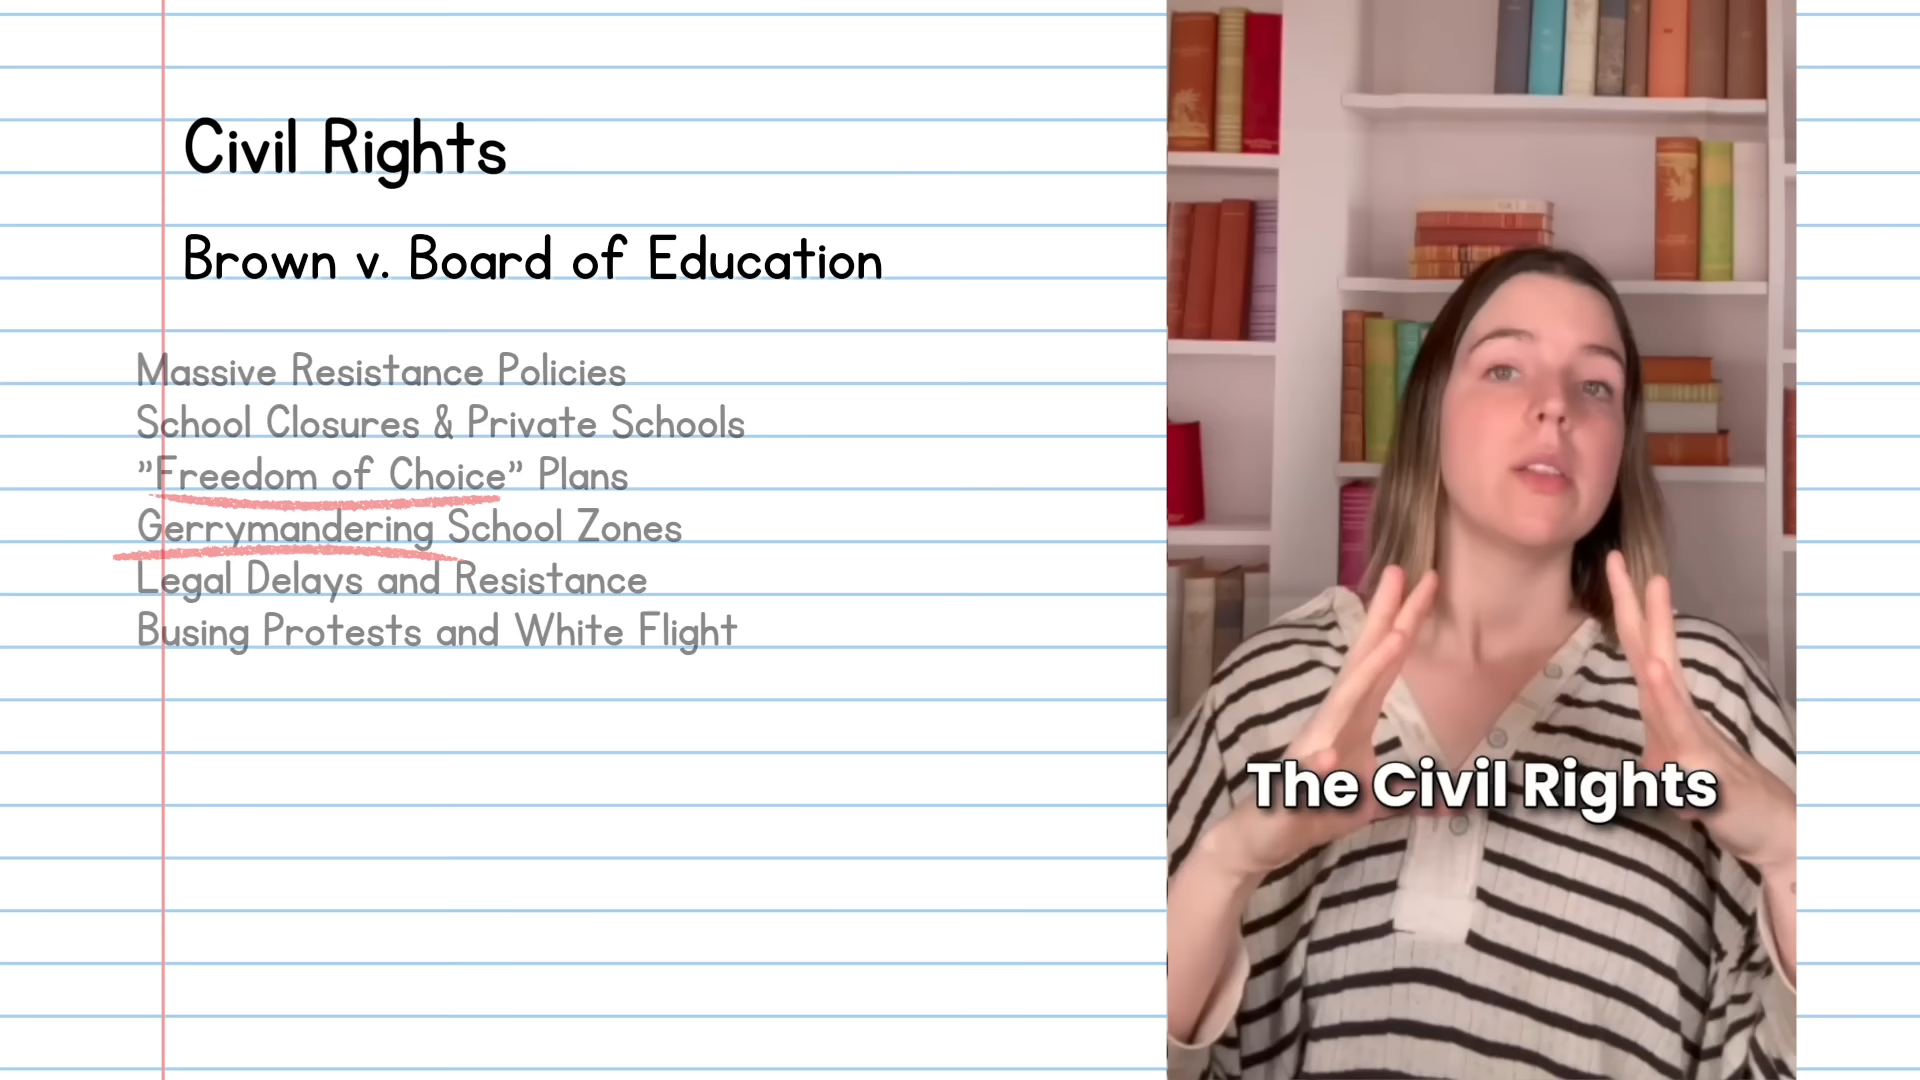 Civil Rights
Brown v. Board of Education
Massive Resistance Policies
School Closures & Private Schools
"Freedom of Choice" Plans
Gerrymandering School Zones
Legal Delays and Resistance
Busing Protests and White Flight
The Civil Rights